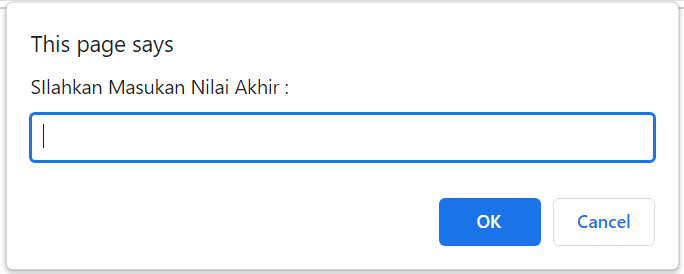 This page says
SIlahkan Masukan Nilai Akhir :
OK
Cancel